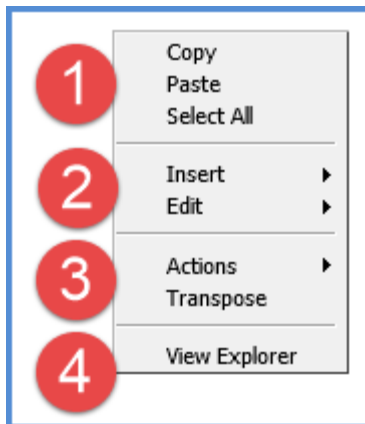 1
Copy
Paste
Select All
2
Insert
Edit
3
Actions
Transpose
4
View Explorer